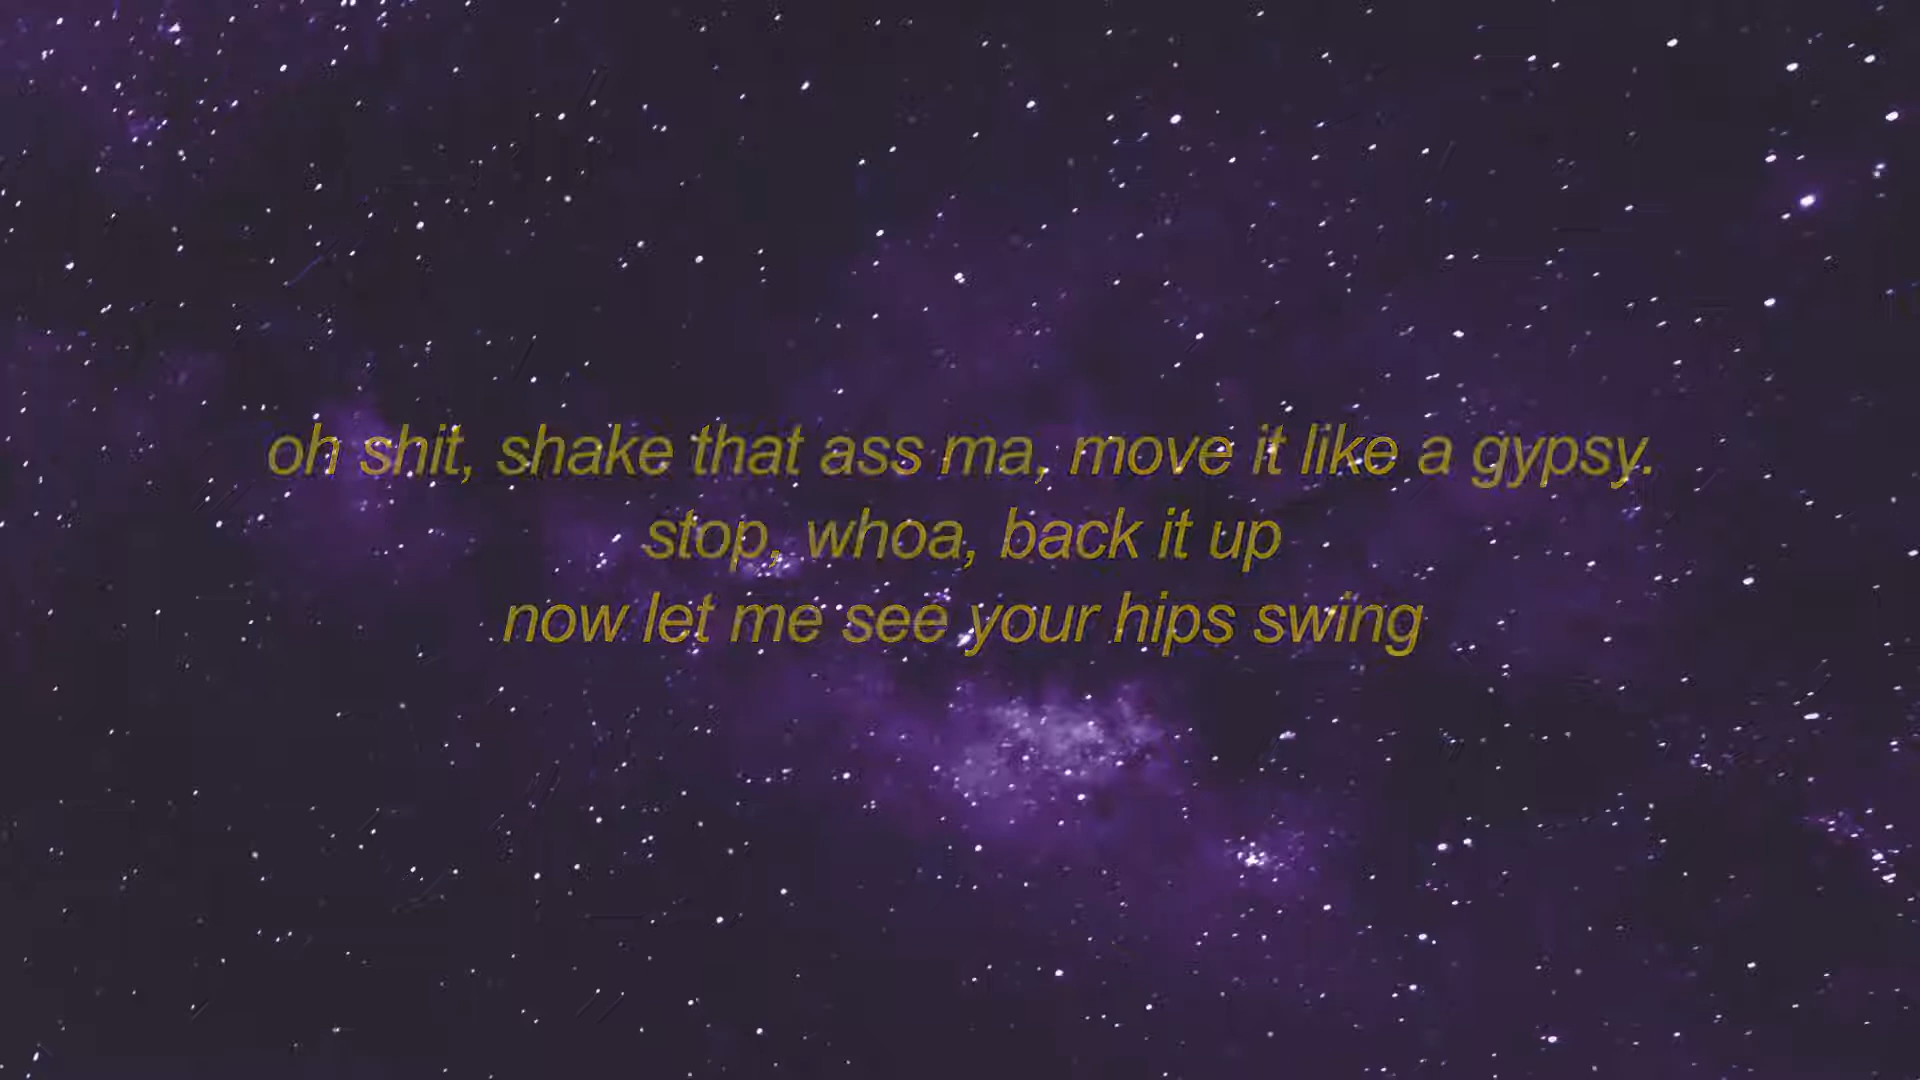 oh shit, shake that ass ma, move it like a gypsy.
stop, whoa, back it up
now let me see your hips swing